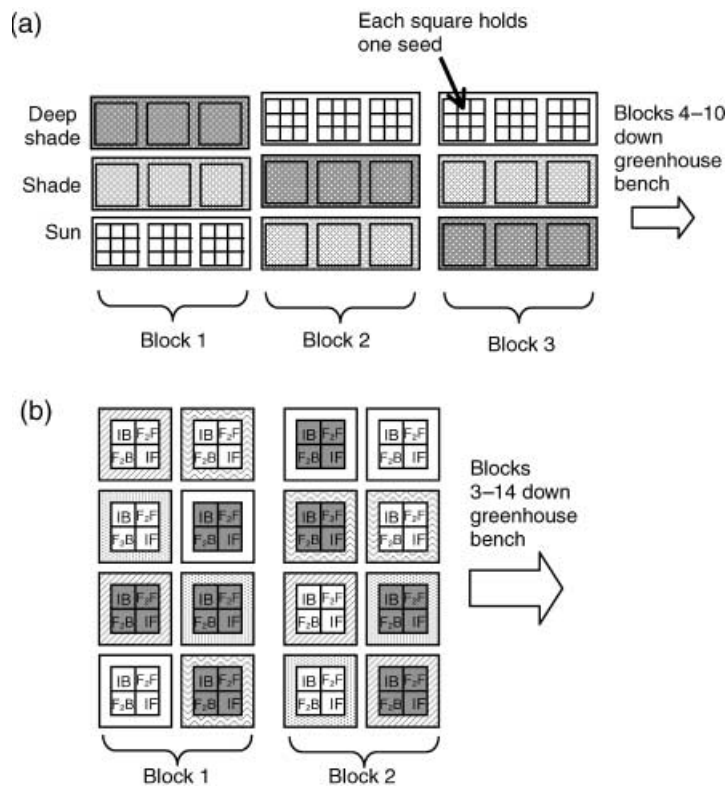 (a)
Each square holds
one seed
Deep
shade
Shade
Sun
Blocks 4–10
down
greenhouse
bench
Block 1
Block 2
Block 3
(b)
IB F₂F IB F₂F IB F₂F IB F₂F
F₂B IF F₂B IF F₂B IF F₂B IF
IB F₂F IB F₂F IB F₂F IB F₂F
F₂B IF F₂B IF F₂B IF F₂B IF
IB F₂F IB F₂F IB F₂F IB F₂F
F₂B IF F₂B IF F₂B IF F₂B IF
IB F₂F IB F₂F IB F₂F IB F₂F
F₂B IF F₂B IF F₂B IF F₂B IF
Blocks
3–14 down
greenhouse
bench
Block 1
Block 2